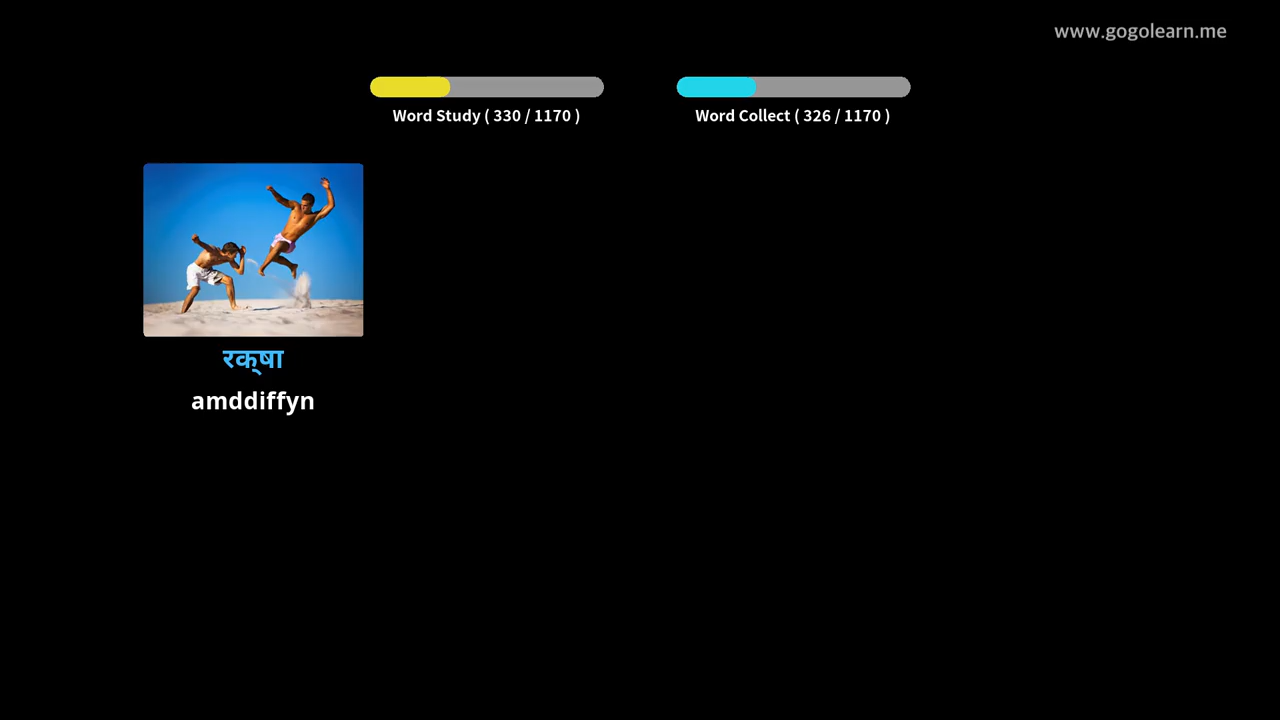 www.gogolearn.me
Word Study ( 330 / 1170 )
Word Collect ( 326 / 1170 )
रक्‌षा
amddiffyn